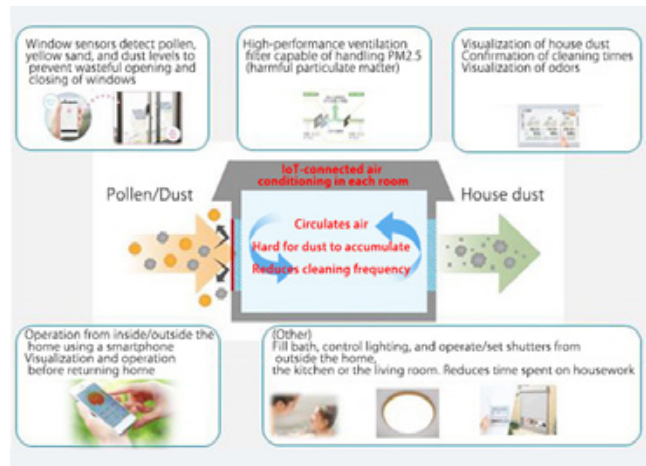 Window sensors detect pollen,
yellow sand, and dust levels to
prevent wasteful opening and
closing of windows
High-performance ventilation
filter capable of handling PM2.5
(harmful particulate matter)
Visualization of house dust
Confirmation of cleaning times
Visualization of odors
IoT-connected air
conditioning in each room
Pollen/Dust
House dust
Circulates air
Hard for dust to accumulate
Reduces cleaning frequency
Operation from inside/outside the
home using a smartphone
Visualization and operation
before returning home
(Other)
Fill bath, control lighting, and operate/set shutters from
outside the home,
the kitchen or the living room. Reduces time spent on housework